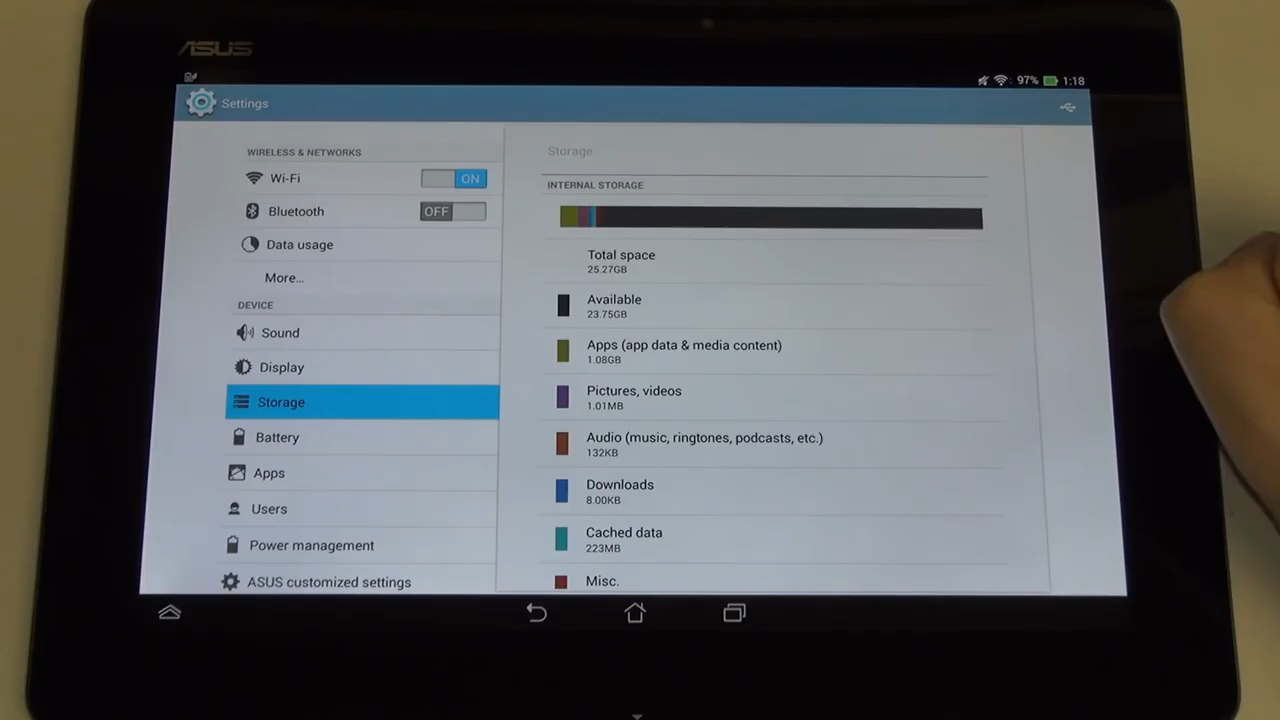 ASUS
97% 1:18
Settings
WIRELESS & NETWORKS
Wi-Fi ON
Bluetooth OFF
Data usage
More...
DEVICE
Sound
Display
Storage
Battery
Apps
Users
Power management
ASUS customized settings
Storage
INTERNAL STORAGE
Total space
25.27GB
Available
23.75GB
Apps (app data & media content)
1.08GB
Pictures, videos
1.01MB
Audio (music, ringtones, podcasts, etc.)
132KB
Downloads
8.00KB
Cached data
223MB
Misc.